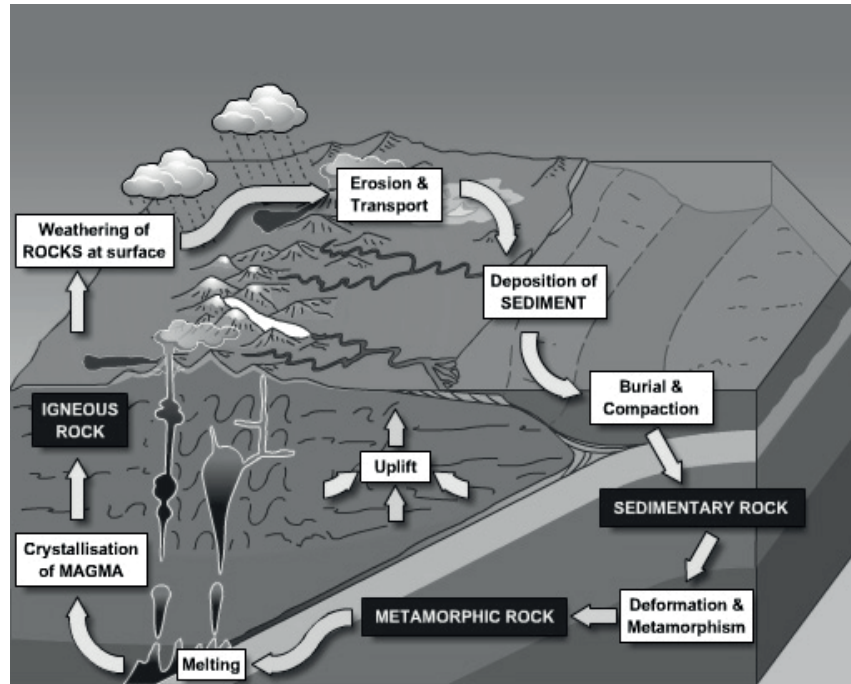 Erosion &
Transport
Weathering of
ROCKS at surface
Deposition of
SEDIMENT
Burial &
Compaction
IGNEOUS
ROCK
Uplift
SEDIMENTARY ROCK
Crystallisation
of MAGMA
Deformation &
Metamorphism
METAMORPHIC ROCK
Melting